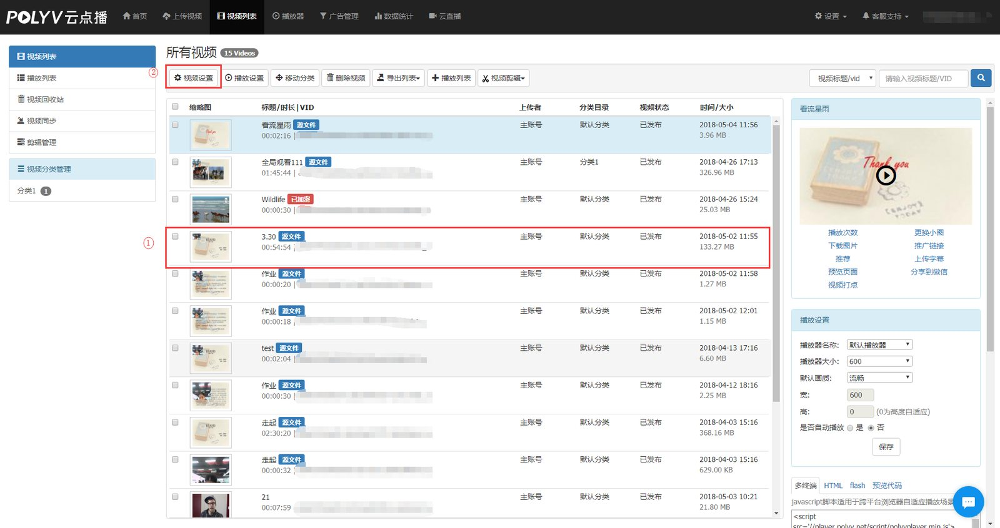 POLYV 云点播 首页 上传视频 视频列表 播放器 广告管理 数据统计 云直播 设置 客服支持
视频列表
播放列表
视频回收站
视频同步
剪辑管理
视频分类管理
分类1 1
②
①
所有视频 15 Videos
视频设置 播放设置 移动分类 删除视频 导出列表 播放列表 视频剪辑 视频标题/vid 请输入视频标题/VID
缩略图 标题/时长 | VID 上传者 分类目录 视频状态 时间/大小
看流星雨 源文件 主账号 默认分类 已发布 2018-05-04 11:56
00:02:16 | 3.96 MB
全局观看111 源文件 主账号 分类1 已发布 2018-04-26 17:13
01:45:44 | 326.96 MB
Wildlife 已加密 主账号 默认分类 已发布 2018-04-26 15:24
00:00:30 | 25.03 MB
3.30 源文件 主账号 默认分类 已发布 2018-05-02 11:55
00:54:54 133.27 MB
作业 源文件 主账号 默认分类 已发布 2018-05-02 11:58
00:00:20 1.27 MB
作业 源文件 主账号 默认分类 已发布 2018-05-02 12:01
00:00:18 1.15 MB
test 源文件 主账号 默认分类 已发布 2018-04-13 17:16
00:02:04 | 6.60 MB
作业 源文件 主账号 默认分类 已发布 2018-04-12 18:16
00:00:30 | 2.25 MB
走起 源文件 主账号 默认分类 已发布 2018-04-03 15:16
02:30:20 | 368.16 MB
走起 源文件 主账号 默认分类 已发布 2018-04-03 15:16
00:00:32 629.00 KB
21 主账号 默认分类 已发布 2018-05-03 10:21
00:07:59 21.80 MB
看流星雨
Thank you
ENJOY
TODAY
播放次数 更换小图
下载图片 推广链接
推荐 上传字幕
预览页面 分享到微信
视频打点
播放设置
播放器名称: 默认播放器
播放器大小: 600
默认画质: 流畅
宽: 600
高: 0 (0为高度自适应)
是否自动播放 是 否
保存
多终端 HTML flash 预览代码
javascript脚本适用于跨平台浏览器自适应播放场景
<script
src='//player.polyv.net/script/polyvplayer.min.js'>